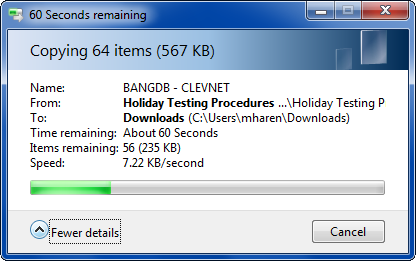 60 Seconds remaining
Copying 64 items (567 KB)
Name: BANGDB - CLEVNET
From: Holiday Testing Procedures ...\Holiday Testing P
To: Downloads (C:\Users\mharen\Downloads)
Time remaining: About 60 Seconds
Items remaining: 56 (235 KB)
Speed: 7.22 KB/second
Fewer details
Cancel